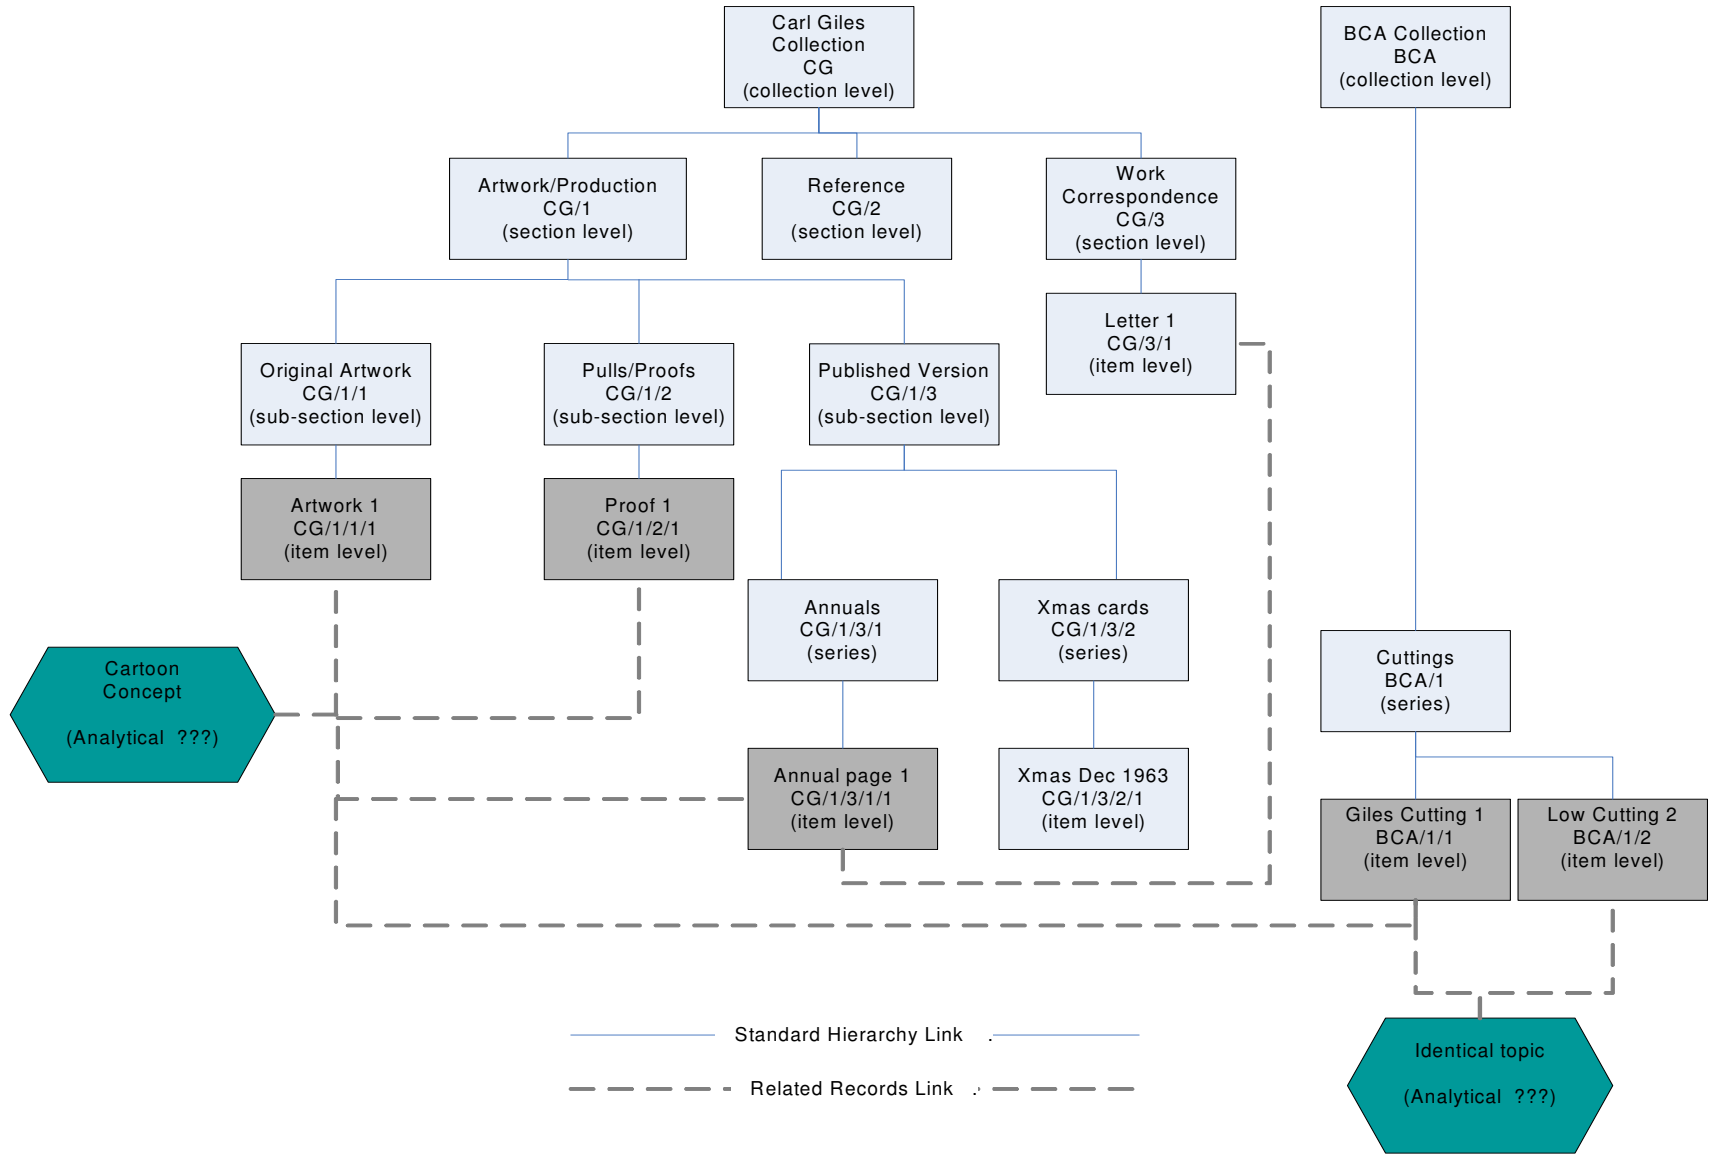 Carl Giles
Collection
CG
(collection level)
BCA Collection
BCA
(collection level)
Artwork/Production
CG/1
(section level)
Reference
CG/2
(section level)
Work
Correspondence
CG/3
(section level)
Letter 1
CG/3/1
(item level)
Original Artwork
CG/1/1
(sub-section level)
Pulls/Proofs
CG/1/2
(sub-section level)
Published Version
CG/1/3
(sub-section level)
Artwork 1
CG/1/1/1
(item level)
Proof 1
CG/1/2/1
(item level)
Annuals
CG/1/3/1
(series)
Xmas cards
CG/1/3/2
(series)
Cartoon
Concept
(Analytical ???)
Cuttings
BCA/1
(series)
Annual page 1
CG/1/3/1/1
(item level)
Xmas Dec 1963
CG/1/3/2/1
(item level)
Giles Cutting 1
BCA/1/1
(item level)
Low Cutting 2
BCA/1/2
(item level)
Standard Hierarchy Link .
Related Records Link .
Identical topic
(Analytical ???)